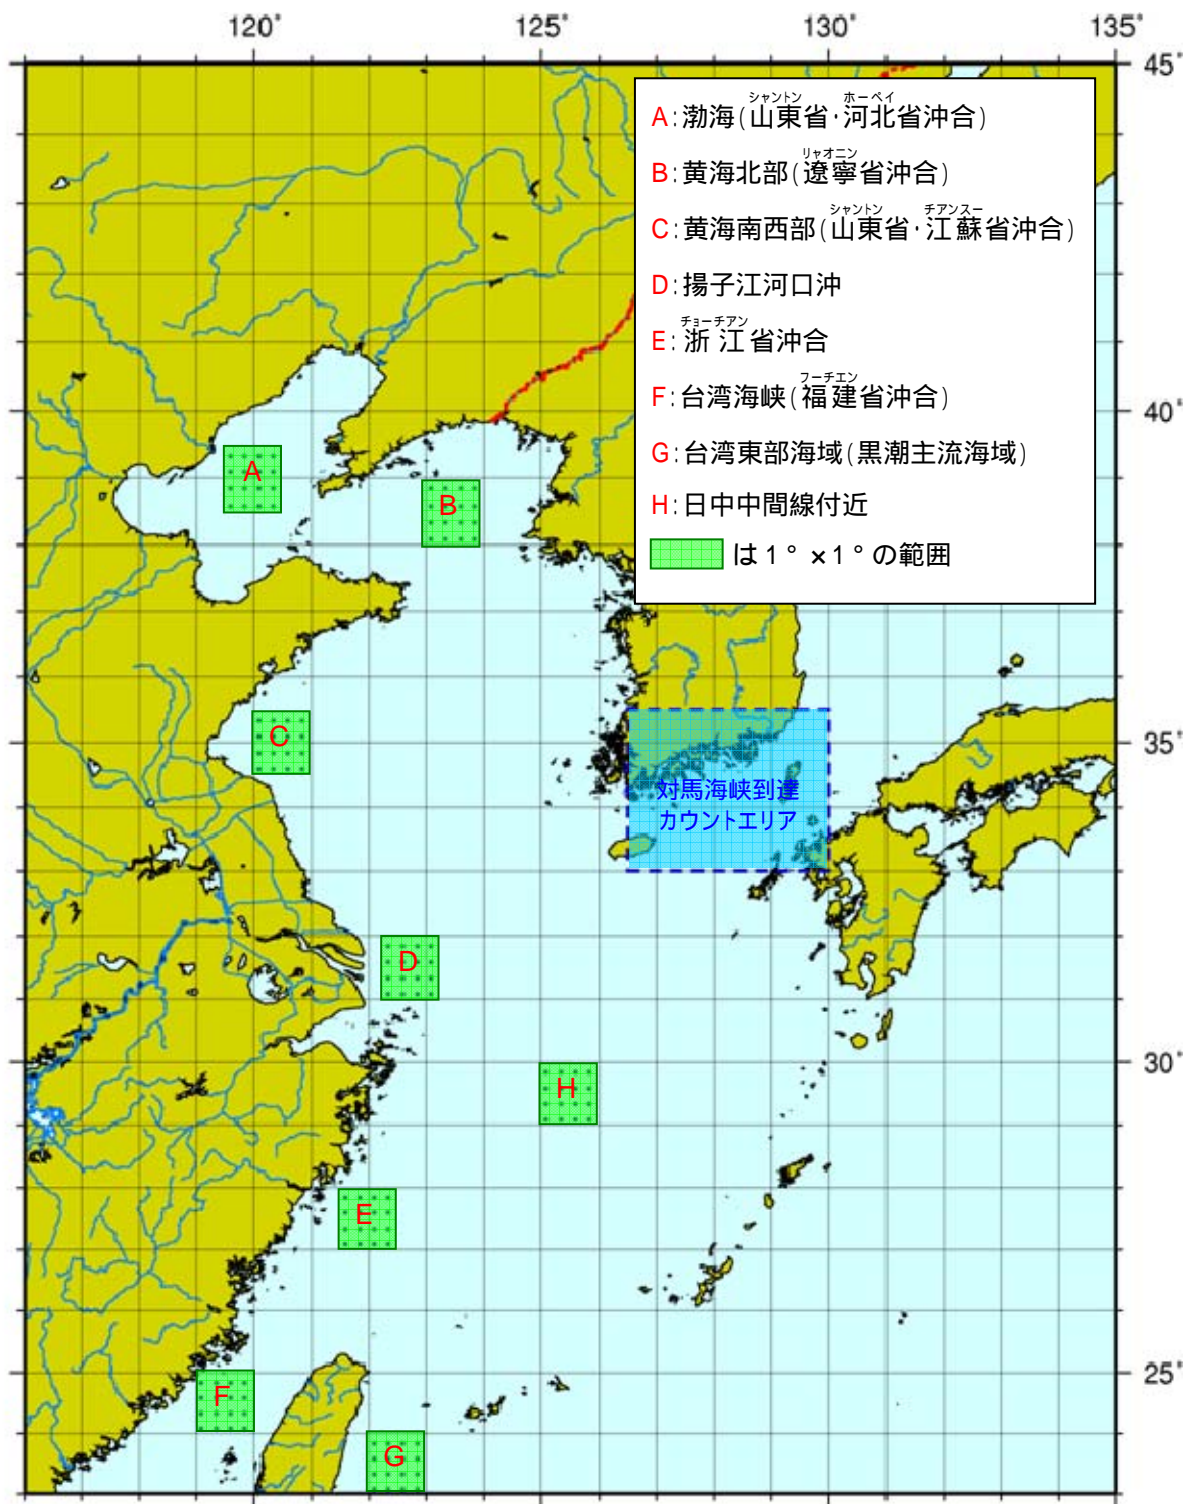 120° 125° 130° 135°
45°
シャントン ホーペイ
A:渤海(山東省・河北省沖合)
リャオニン
B:黄海北部(遼寧省沖合)
シャントン チアンスー
C:黄海南西部(山東省・江蘇省沖合)
D:揚子江河口沖
チョーチアン
E:浙江省沖合
フーチエン
F:台湾海峡(福建省沖合)
G:台湾東部海域(黒潮主流海域)
H:日中中間線付近
は1°×1°の範囲
40°
A
B
C
35°
対馬海峡到達
カウントエリア
D
30°
H
E
25°
F
G